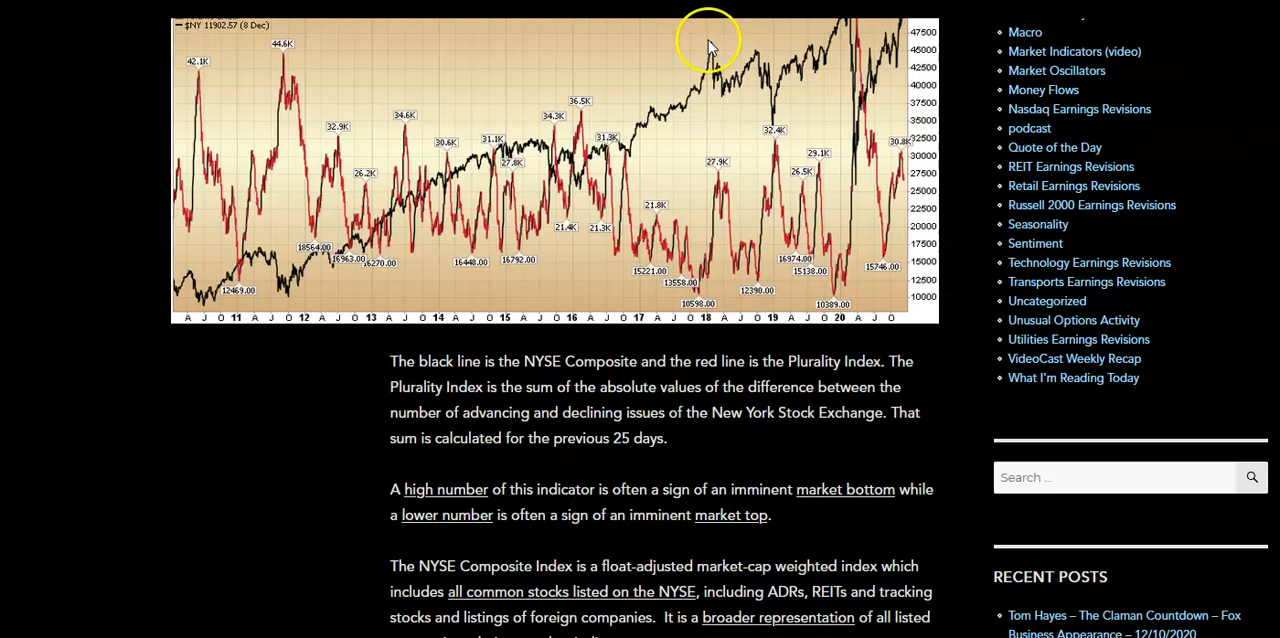 $NY 11902.57 (8 Dec)
47500
45000
42500
40000
37500
35000
32500
30000
27500
25000
22500
20000
17500
15000
12500
10000
42.1K
44.6K
32.9K
26.2K
34.6K
30.6K
31.1K
27.8K
34.3K
36.5K
31.3K
21.8K
27.9K
32.4K
26.5K
29.1K
30.8K
12469.00
18564.00
16963.00
16270.00
16448.00
16792.00
21.4K
21.3K
15221.00
13558.00
10598.00
12390.00
16974.00
15138.00
10389.00
15746.00
A J O 11 A J O 12 A J O 13 A J O 14 A J O 15 A J O 16 A J O 17 A J O 18 A J O 19 A J O 20 A J O
The black line is the NYSE Composite and the red line is the Plurality Index. The
Plurality Index is the sum of the absolute values of the difference between the
number of advancing and declining issues of the New York Stock Exchange. That
sum is calculated for the previous 25 days.
A high number of this indicator is often a sign of an imminent market bottom while
a lower number is often a sign of an imminent market top.
The NYSE Composite Index is a float-adjusted market-cap weighted index which
includes all common stocks listed on the NYSE, including ADRs, REITs and tracking
stocks and listings of foreign companies. It is a broader representation of all listed
Macro
Market Indicators (video)
Market Oscillators
Money Flows
Nasdaq Earnings Revisions
podcast
Quote of the Day
REIT Earnings Revisions
Retail Earnings Revisions
Russell 2000 Earnings Revisions
Seasonality
Sentiment
Technology Earnings Revisions
Transports Earnings Revisions
Uncategorized
Unusual Options Activity
Utilities Earnings Revisions
VideoCast Weekly Recap
What I'm Reading Today
Search ...
RECENT POSTS
Tom Hayes – The Claman Countdown – Fox
Business Appearance – 12/10/2020